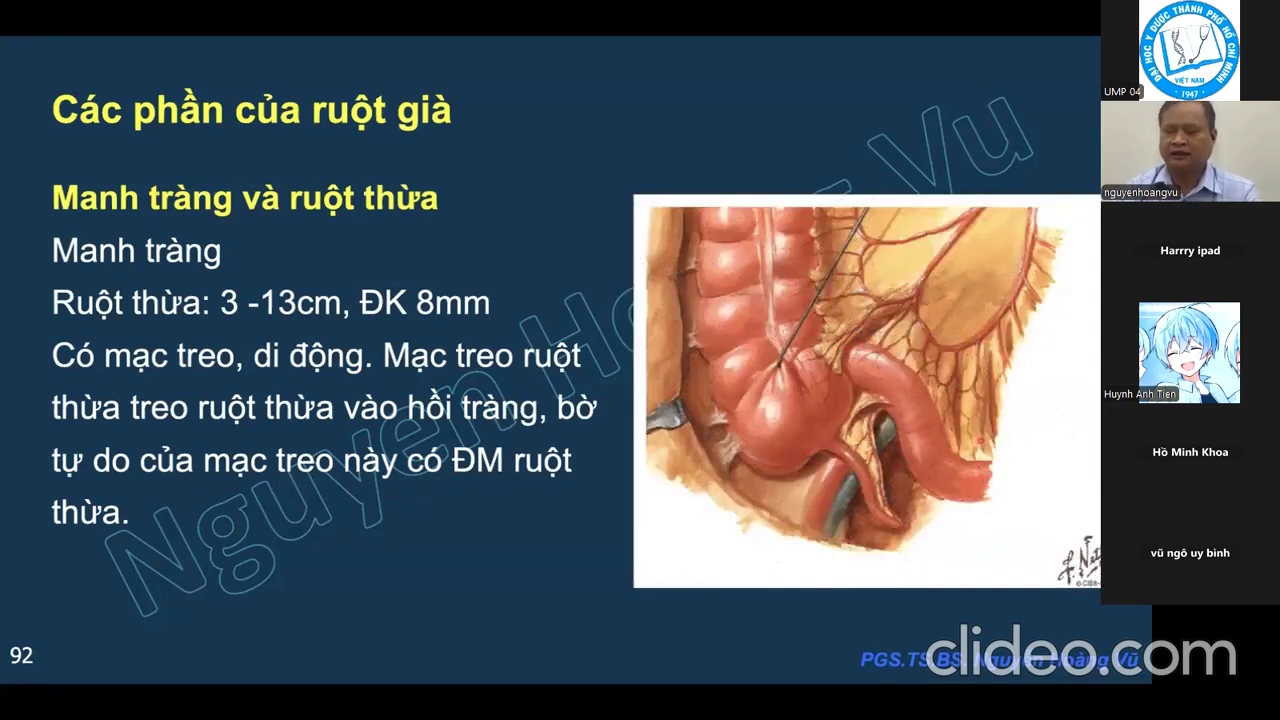 Các phần của ruột già
Manh tràng và ruột thừa
Manh tràng
Ruột thừa: 3 -13cm, ĐK 8mm
Có mạc treo, di động. Mạc treo ruột
thừa treo ruột thừa vào hồi tràng, bờ
tự do của mạc treo này có ĐM ruột
thừa.
Nguyen Hoang Vu
92
PGS.TS.BS. Nguyễn Hoàng Vũ
clideo.com
ĐẠI HỌC Y DƯỢC THÀNH PHỐ HỒ CHÍ MINH
VIỆT NAM
1947
UMP 04
nguyenhoangvu
Harrry ipad
Huynh Anh Tien
Hồ Minh Khoa
vũ ngô uy bình